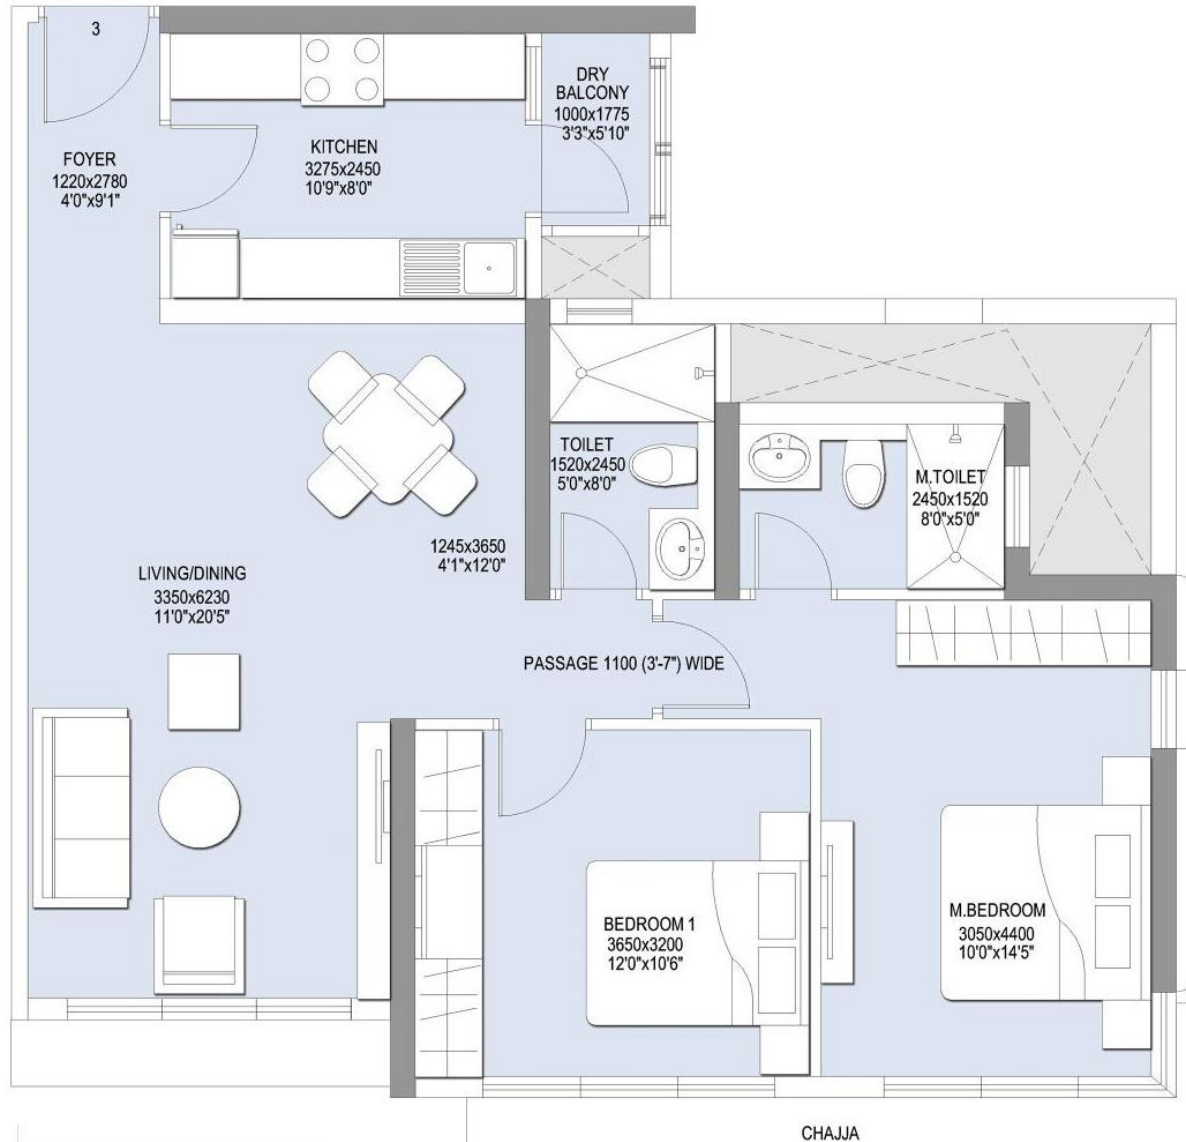 3
DRY
BALCONY
1000x1775
3'3"x5'10"
KITCHEN
3275x2450
10'9"x8'0"
FOYER
1220x2780
4'0"x9'1"
TOILET
1520x2450
5'0"x8'0"
M.TOILET
2450x1520
8'0"x5'0"
1245x3650
4'1"x12'0"
LIVING/DINING
3350x6230
11'0"x20'5"
PASSAGE 1100 (3'-7") WIDE
BEDROOM 1
3650x3200
12'0"x10'6"
M.BEDROOM
3050x4400
10'0"x14'5"
CHAJJA